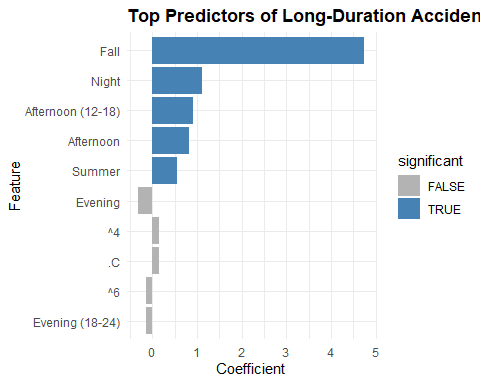 Top Predictors of Long-Duration Acciden
Fall
Night
Afternoon (12-18)
Afternoon
Summer
Evening
^4
.C
^6
Evening (18-24)
Feature
0 1 2 3 4 5
Coefficient
significant
FALSE
TRUE